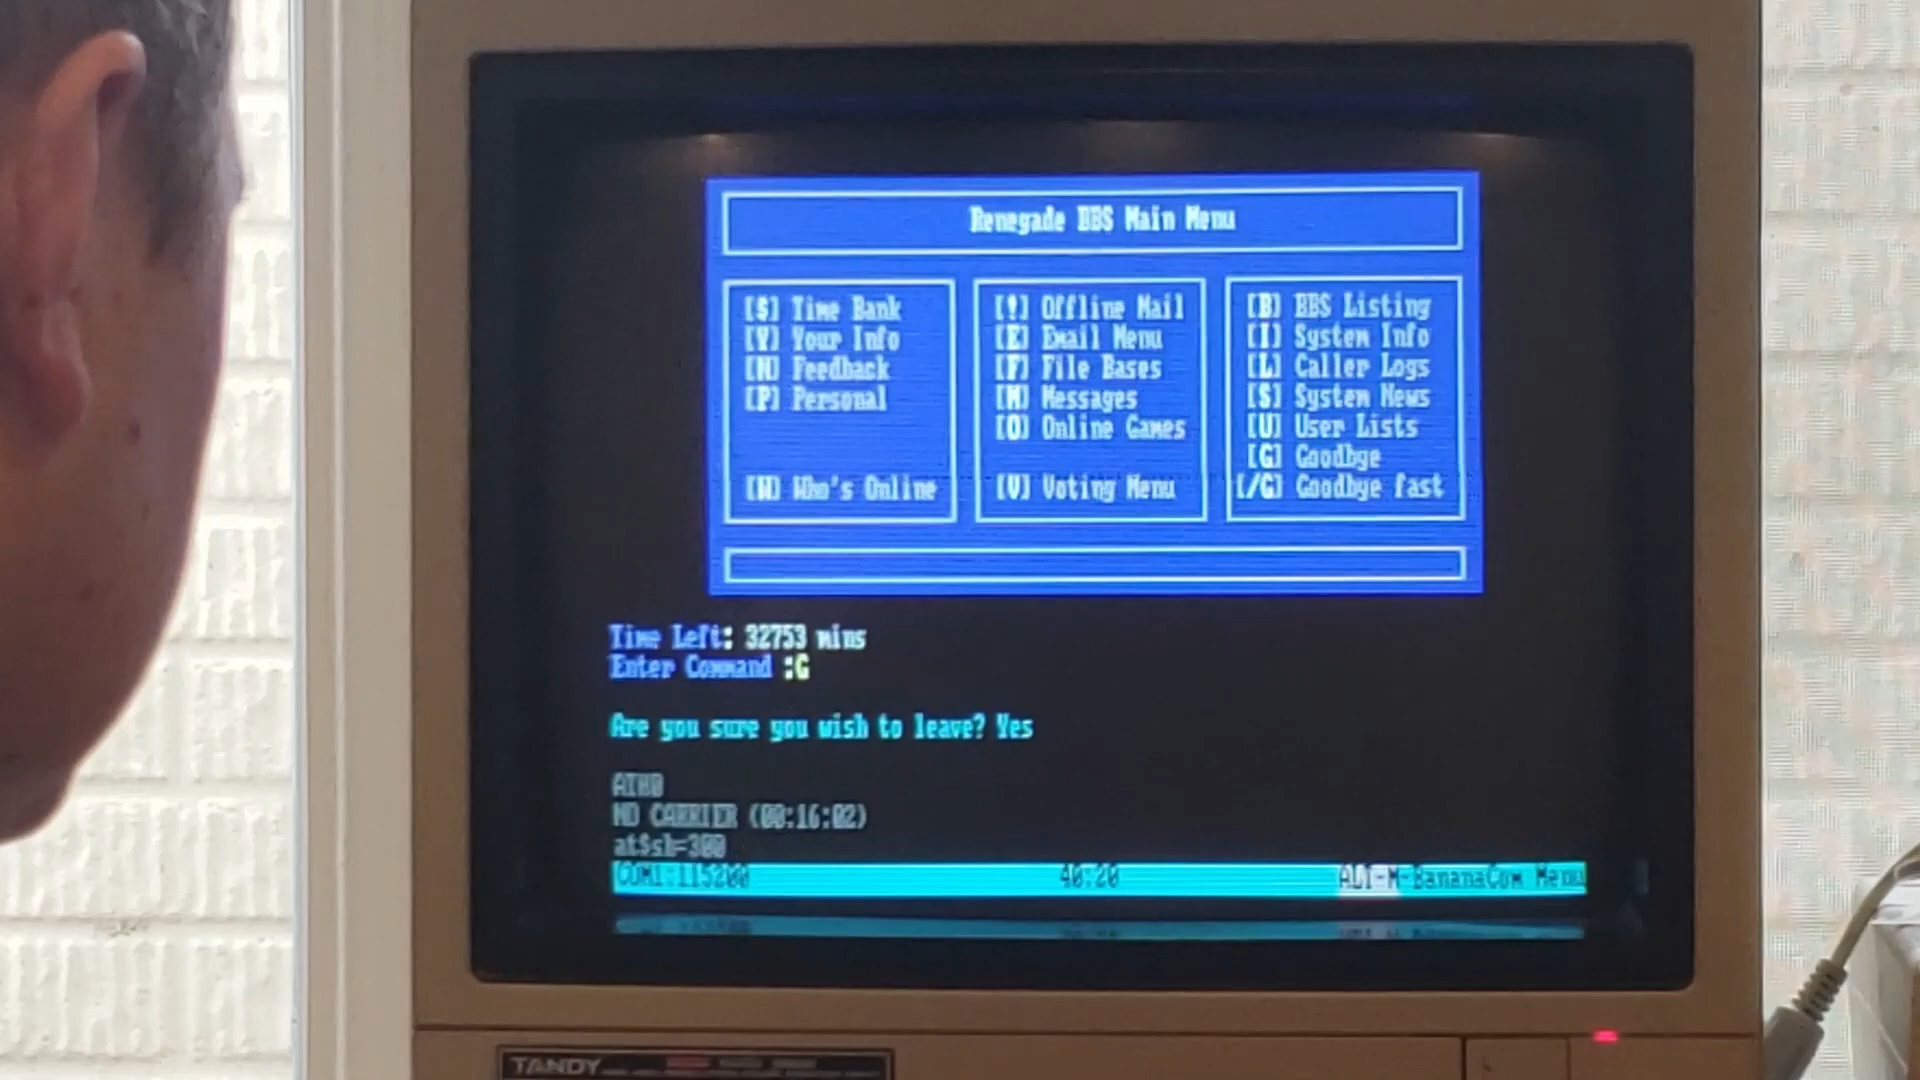 Renegade BBS Main Menu
[$] Time Bank
[Y] Your Info
[N] Feedback
[P] Personal
[W] Who's Online
[!] Offline Mail
[E] Email Menu
[F] File Bases
[M] Messages
[O] Online Games
[V] Voting Menu
[B] BBS Listing
[I] System Info
[L] Caller Logs
[S] System News
[U] User Lists
[G] Goodbye
[/G] Goodbye fast
Time Left: 32753 mins
Enter Command :G
Are you sure you wish to leave? Yes
ATH0
NO CARRIER (00:16:02)
at$sb=300
COM1:115200 40:20 ALT-M-BananaCom Menu
TANDY